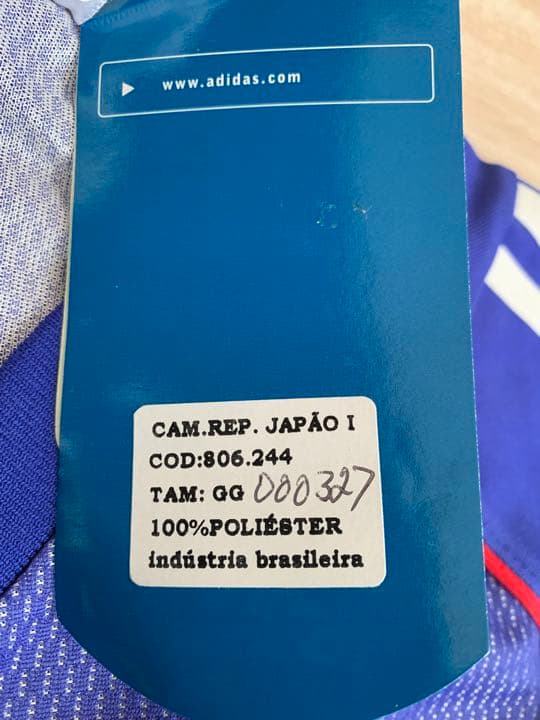 www.adidas.com
CAM.REP. JAPÃO I
COD:806.244
TAM: GG 000327
100%POLIÉSTER
indústria brasileira